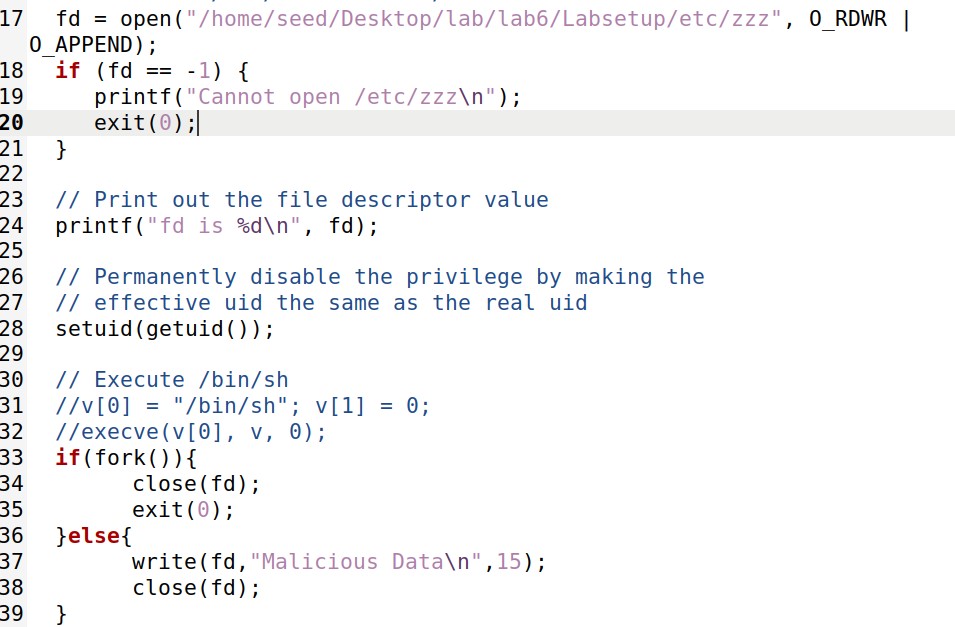 17 fd = open("/home/seed/Desktop/lab/lab6/Labsetup/etc/zzz", O_RDWR |
O_APPEND);
18 if (fd == -1) {
19 printf("Cannot open /etc/zzz\n");
20 exit(0);
21 }
22
23 // Print out the file descriptor value
24 printf("fd is %d\n", fd);
25
26 // Permanently disable the privilege by making the
27 // effective uid the same as the real uid
28 setuid(getuid());
29
30 // Execute /bin/sh
31 //v[0] = "/bin/sh"; v[1] = 0;
32 //execve(v[0], v, 0);
33 if(fork()){
34 close(fd);
35 exit(0);
36 }else{
37 write(fd,"Malicious Data\n",15);
38 close(fd);
39 }